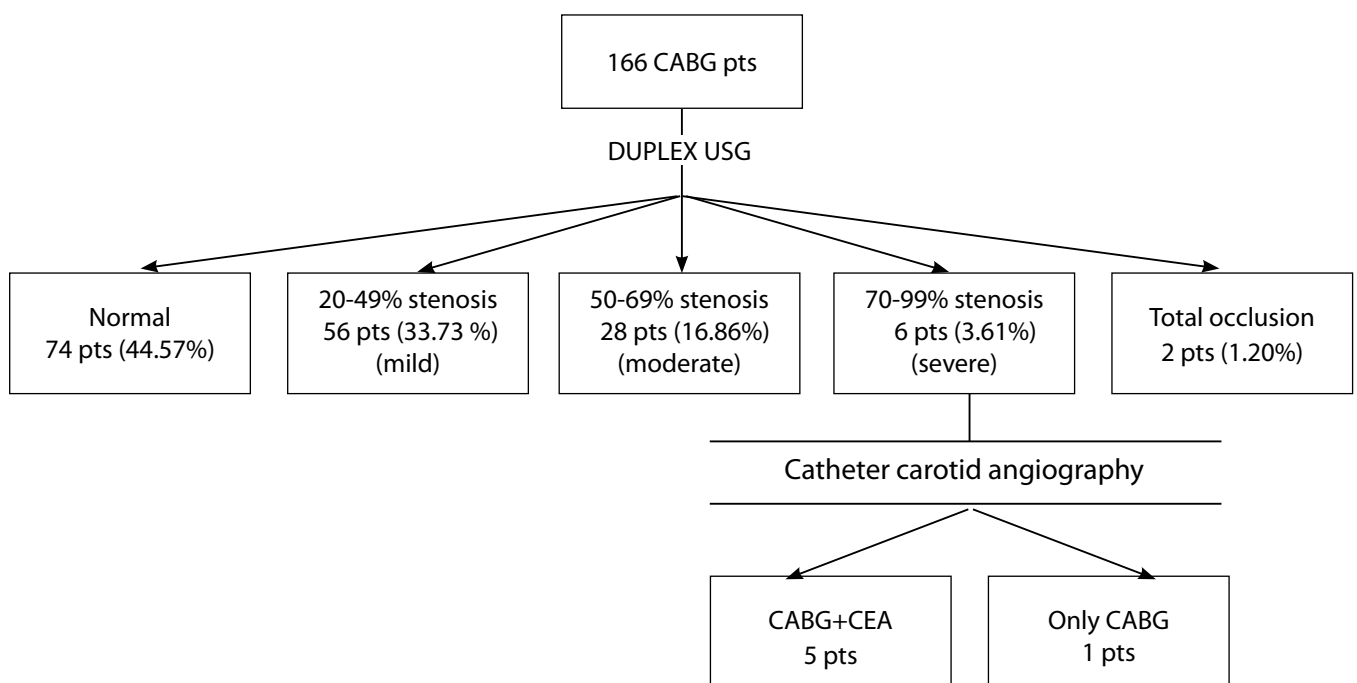 166 CABG pts
DUPLEX USG
Normal
74 pts (44.57%)
20-49% stenosis
56 pts (33.73 %)
(mild)
50-69% stenosis
28 pts (16.86%)
(moderate)
70-99% stenosis
6 pts (3.61%)
(severe)
Total occlusion
2 pts (1.20%)
Catheter carotid angiography
CABG+CEA
5 pts
Only CABG
1 pts